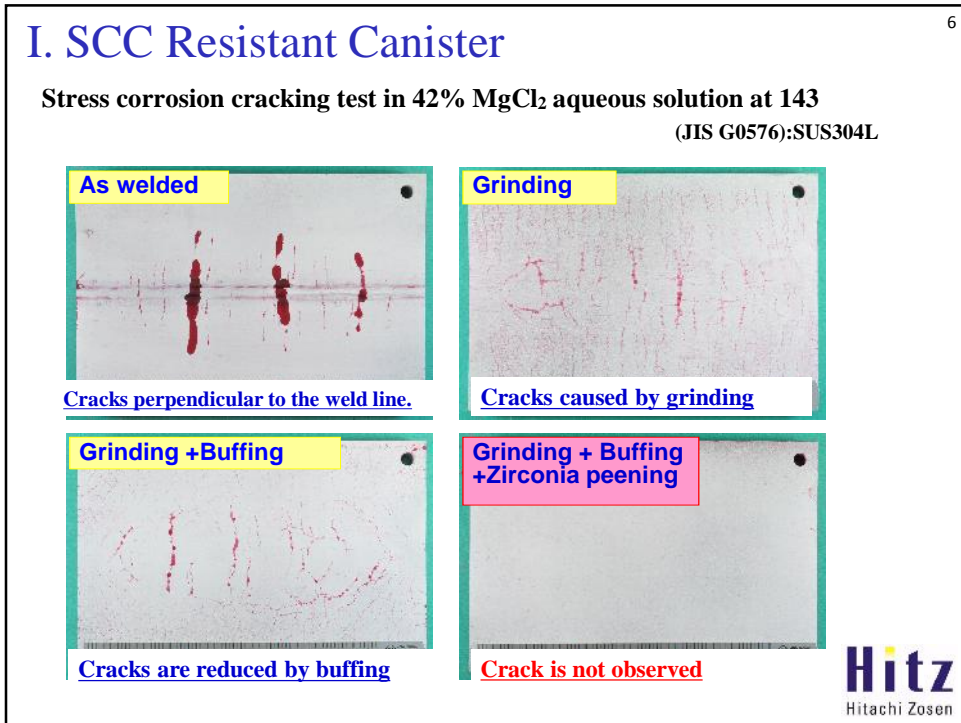 6
I. SCC Resistant Canister
Stress corrosion cracking test in 42% MgCl₂ aqueous solution at 143
(JIS G0576):SUS304L
As welded
Grinding
Cracks perpendicular to the weld line.
Cracks caused by grinding
Grinding +Buffing
Grinding + Buffing
+Zirconia peening
Cracks are reduced by buffing
Crack is not observed
Hitz
Hitachi Zosen